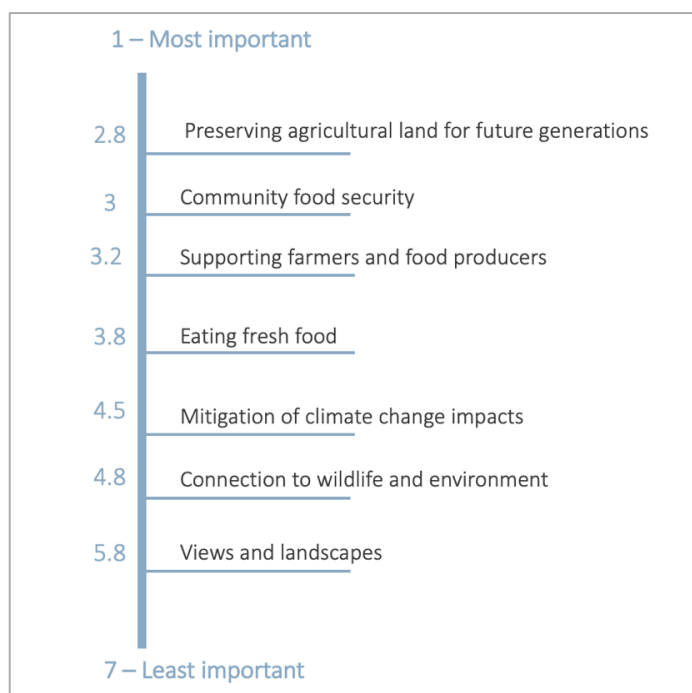 1 – Most important
2.8 Preserving agricultural land for future generations
3 Community food security
3.2 Supporting farmers and food producers
3.8 Eating fresh food
4.5 Mitigation of climate change impacts
4.8 Connection to wildlife and environment
5.8 Views and landscapes
7 – Least important